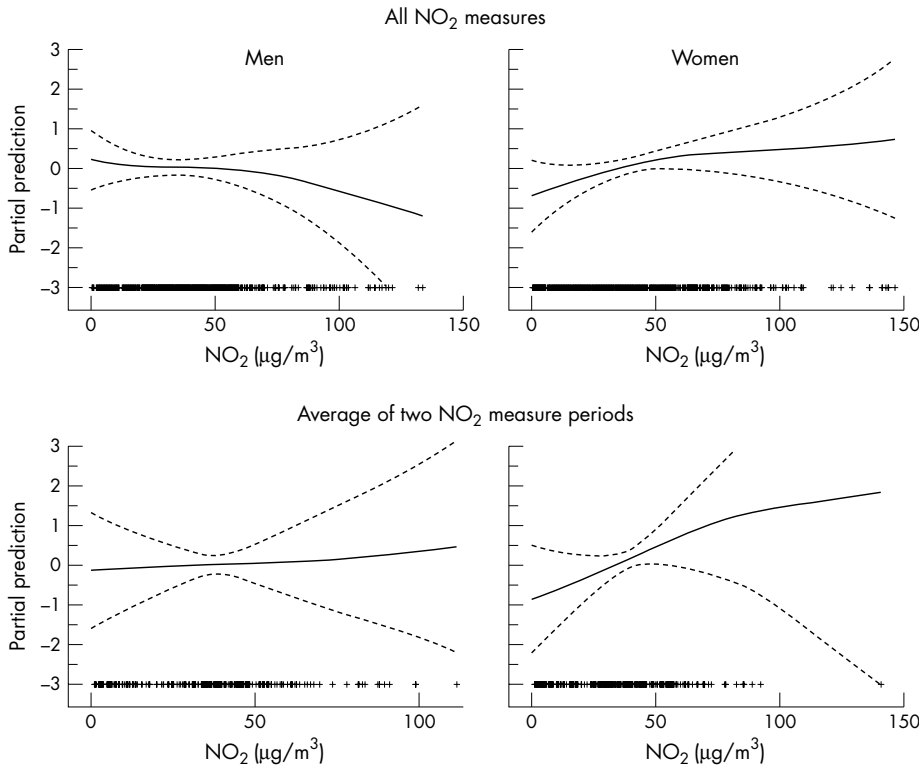 All NO₂ measures
Men
Women
Partial prediction
3
2
1
0
–1
–2
–3
0
50
100
150
0
50
100
150
NO₂ (µg/m³)
NO₂ (µg/m³)
Average of two NO₂ measure periods
Partial prediction
3
2
1
0
–1
–2
–3
0
50
100
0
50
100
150
NO₂ (µg/m³)
NO₂ (µg/m³)